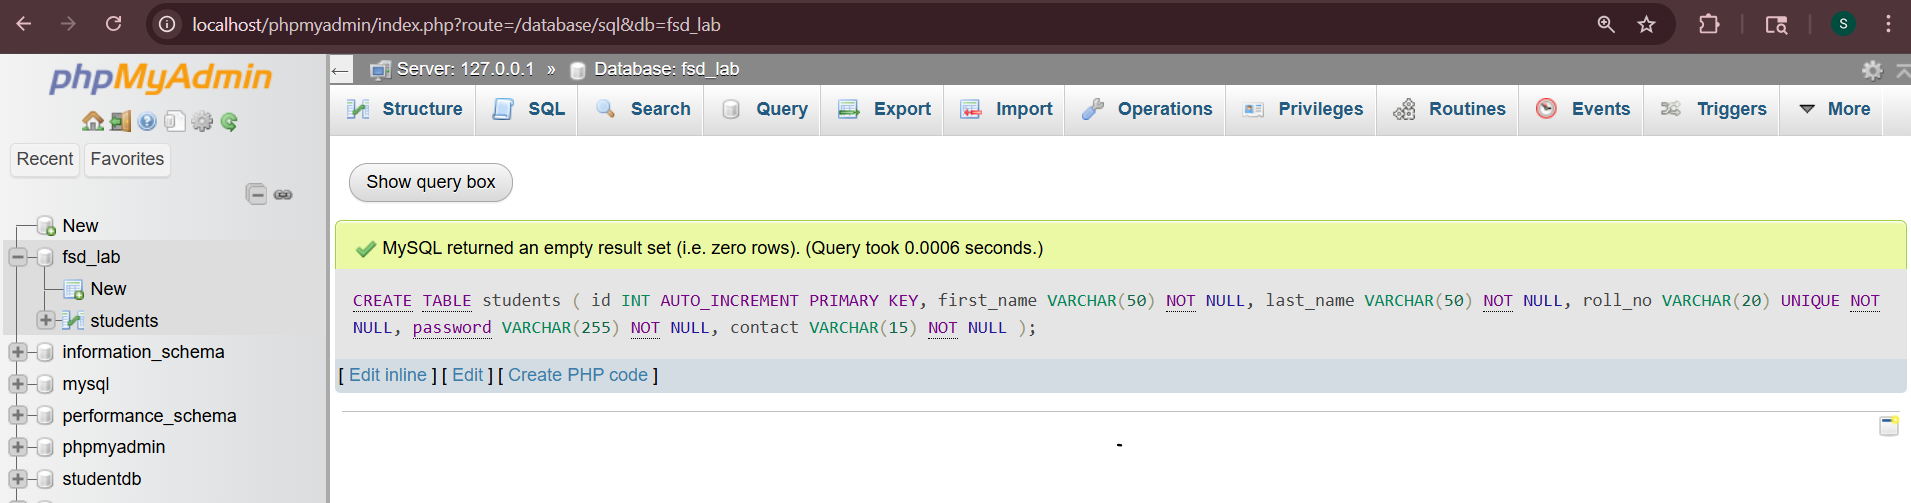 localhost/phpmyadmin/index.php?route=/database/sql&db=fsd_lab
S
phpMyAdmin
Recent
Favorites
New
fsd_lab
New
students
information_schema
mysql
performance_schema
phpmyadmin
studentdb
Server: 127.0.0.1 » Database: fsd_lab
Structure SQL Search Query Export Import Operations Privileges Routines Events Triggers More
Show query box
MySQL returned an empty result set (i.e. zero rows). (Query took 0.0006 seconds.)
CREATE TABLE students ( id INT AUTO_INCREMENT PRIMARY KEY, first_name VARCHAR(50) NOT NULL, last_name VARCHAR(50) NOT NULL, roll_no VARCHAR(20) UNIQUE NOT
NULL, password VARCHAR(255) NOT NULL, contact VARCHAR(15) NOT NULL );
[ Edit inline ] [ Edit ] [ Create PHP code ]